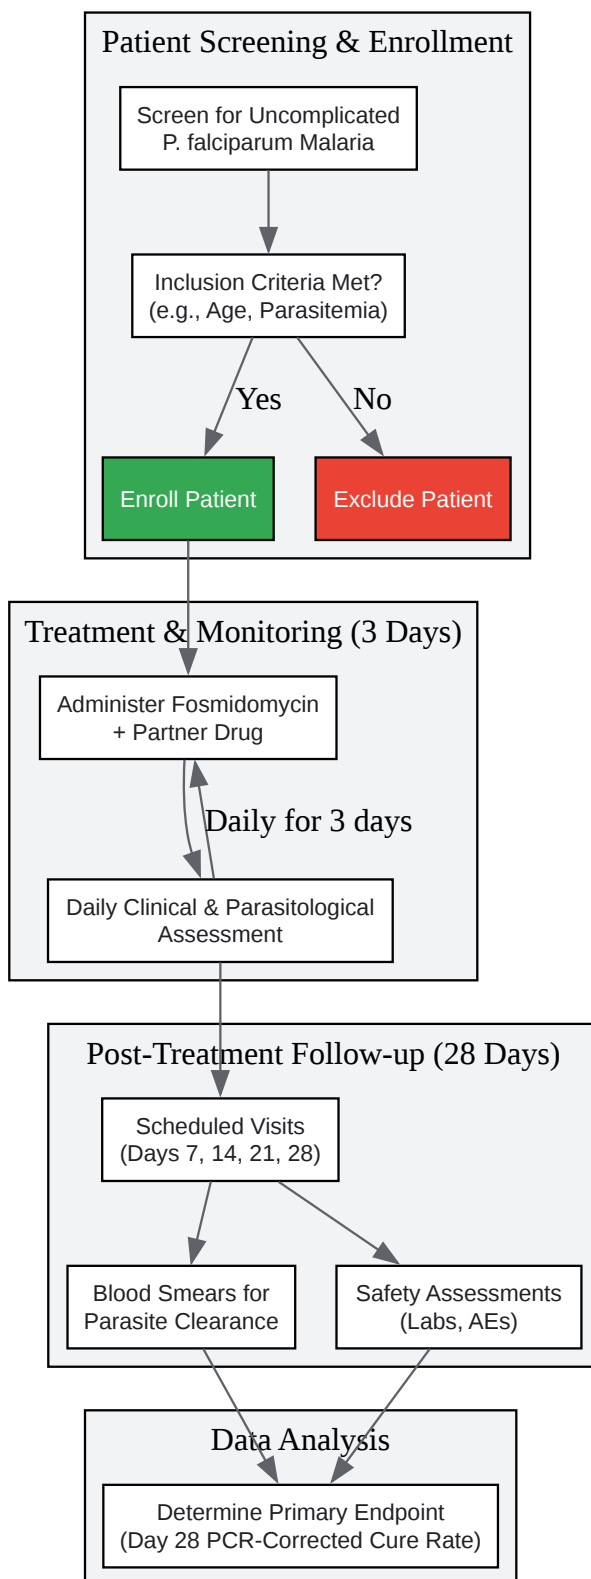 Patient Screening & Enrollment
Screen for Uncomplicated
P. falciparum Malaria
Inclusion Criteria Met?
(e.g., Age, Parasitemia)
Yes
No
Enroll Patient
Exclude Patient
Treatment & Monitoring (3 Days)
Administer Fosmidomycin
+ Partner Drug
Daily for 3 days
Daily Clinical & Parasitological
Assessment
Post-Treatment Follow-up (28 Days)
Scheduled Visits
(Days 7, 14, 21, 28)
Blood Smears for
Parasite Clearance
Safety Assessments
(Labs, AEs)
Data Analysis
Determine Primary Endpoint
(Day 28 PCR-Corrected Cure Rate)